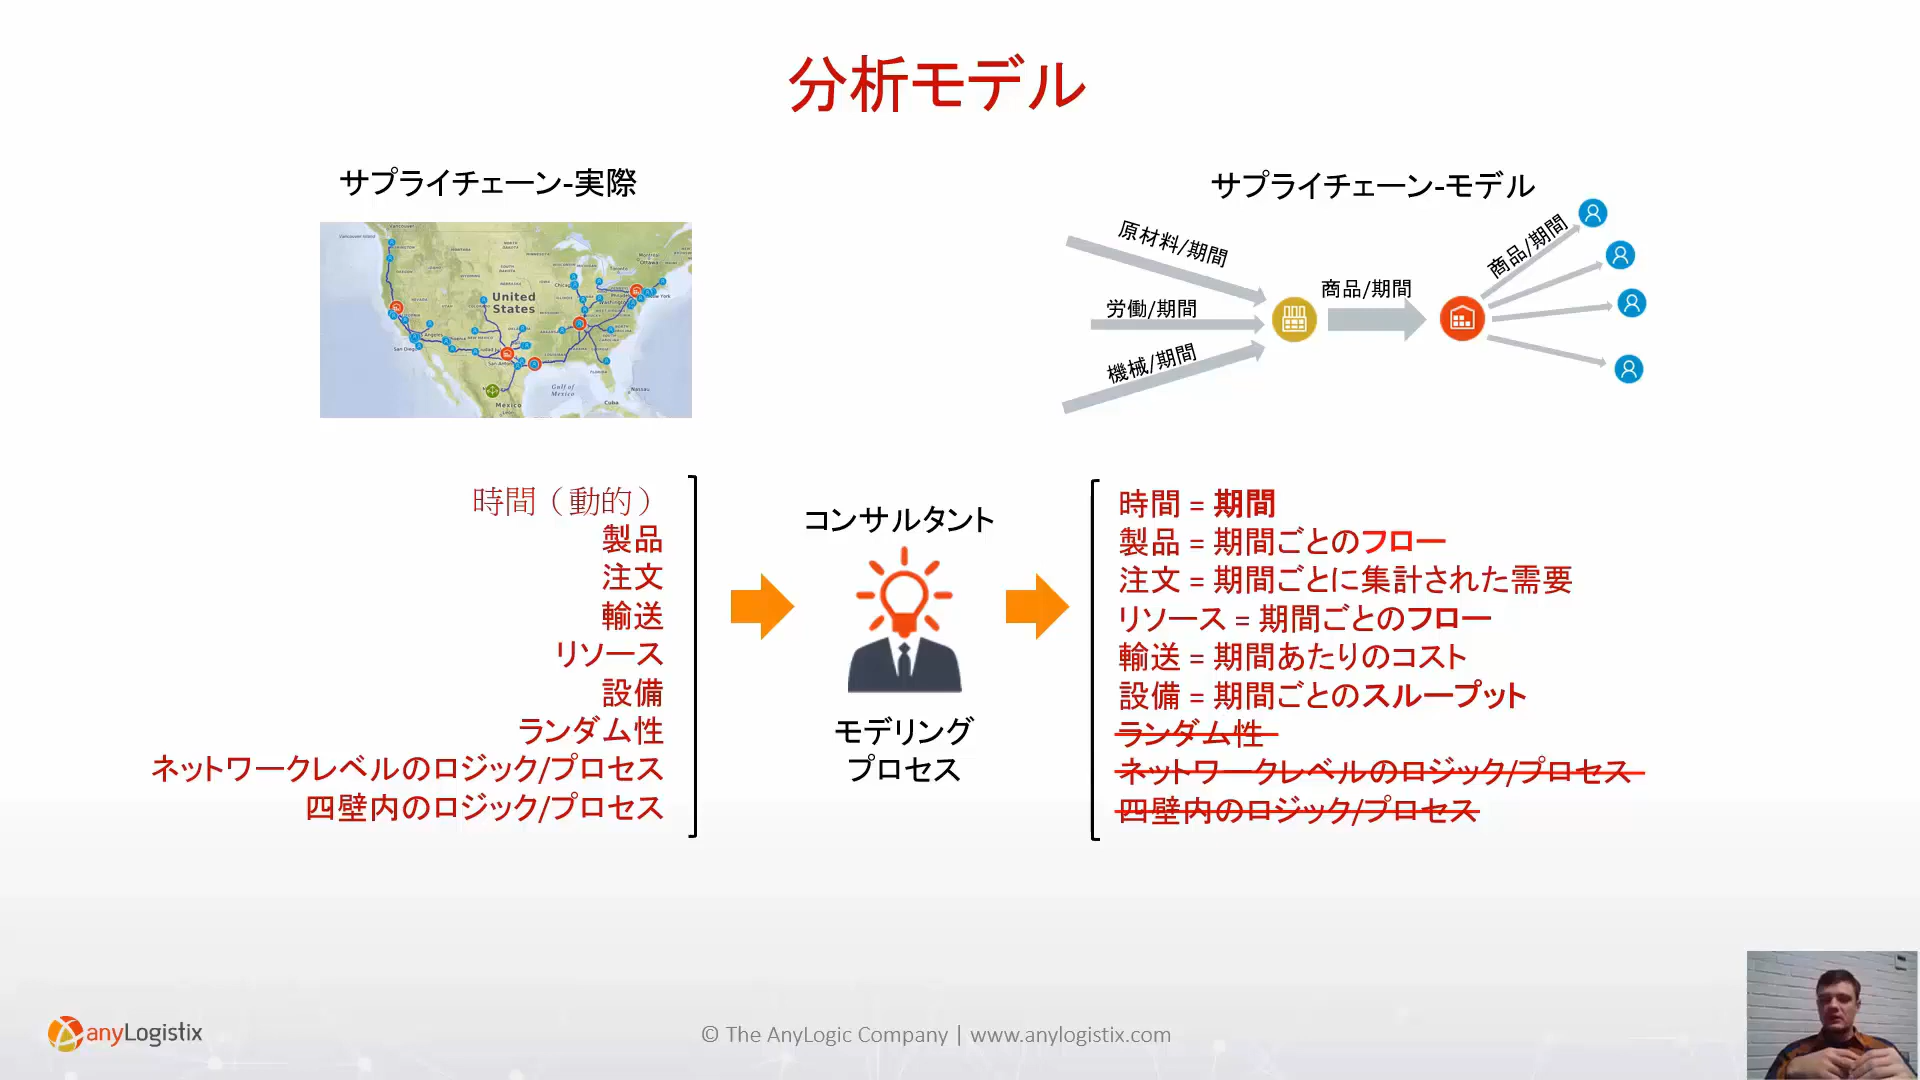 分析モデル
サプライチェーン-実際
サプライチェーン-モデル
United
States
Gulf of
Mexico
Mexico
Cuba
Nassau
Chicago
Toronto
Ottawa
FLORIDA
原材料/期間
労働/期間
機械/期間
商品/期間
商品/期間
時間（動的）
製品
注文
輸送
リソース
設備
ランダム性
ネットワークレベルのロジック/プロセス
四壁内のロジック/プロセス
コンサルタント
モデリング
プロセス
時間 = 期間
製品 = 期間ごとのフロー
注文 = 期間ごとに集計された需要
リソース = 期間ごとのフロー
輸送 = 期間あたりのコスト
設備 = 期間ごとのスループット
ランダム性
ネットワークレベルのロジック/プロセス
四壁内のロジック/プロセス
anyLogistix
© The AnyLogic Company | www.anylogistix.com